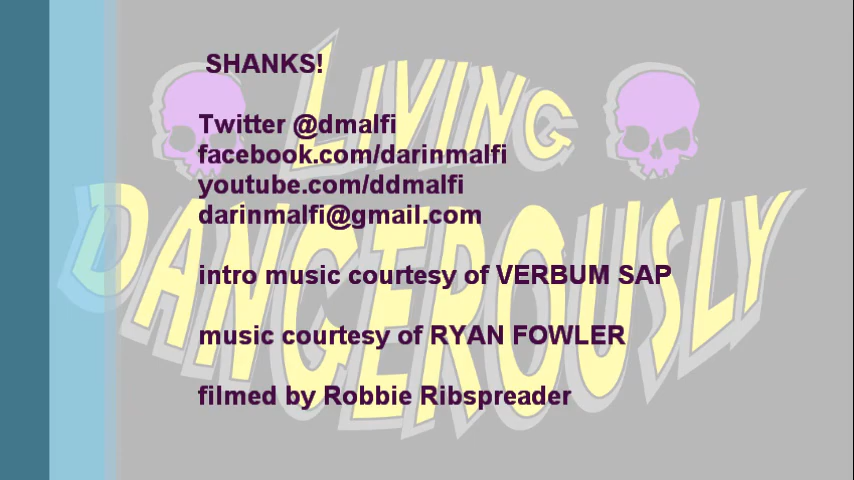 LIVING
DANGEROUSLY
SHANKS!
Twitter @dmalfi
facebook.com/darinmalfi
youtube.com/ddmalfi
darinmalfi@gmail.com
intro music courtesy of VERBUM SAP
music courtesy of RYAN FOWLER
filmed by Robbie Ribspreader